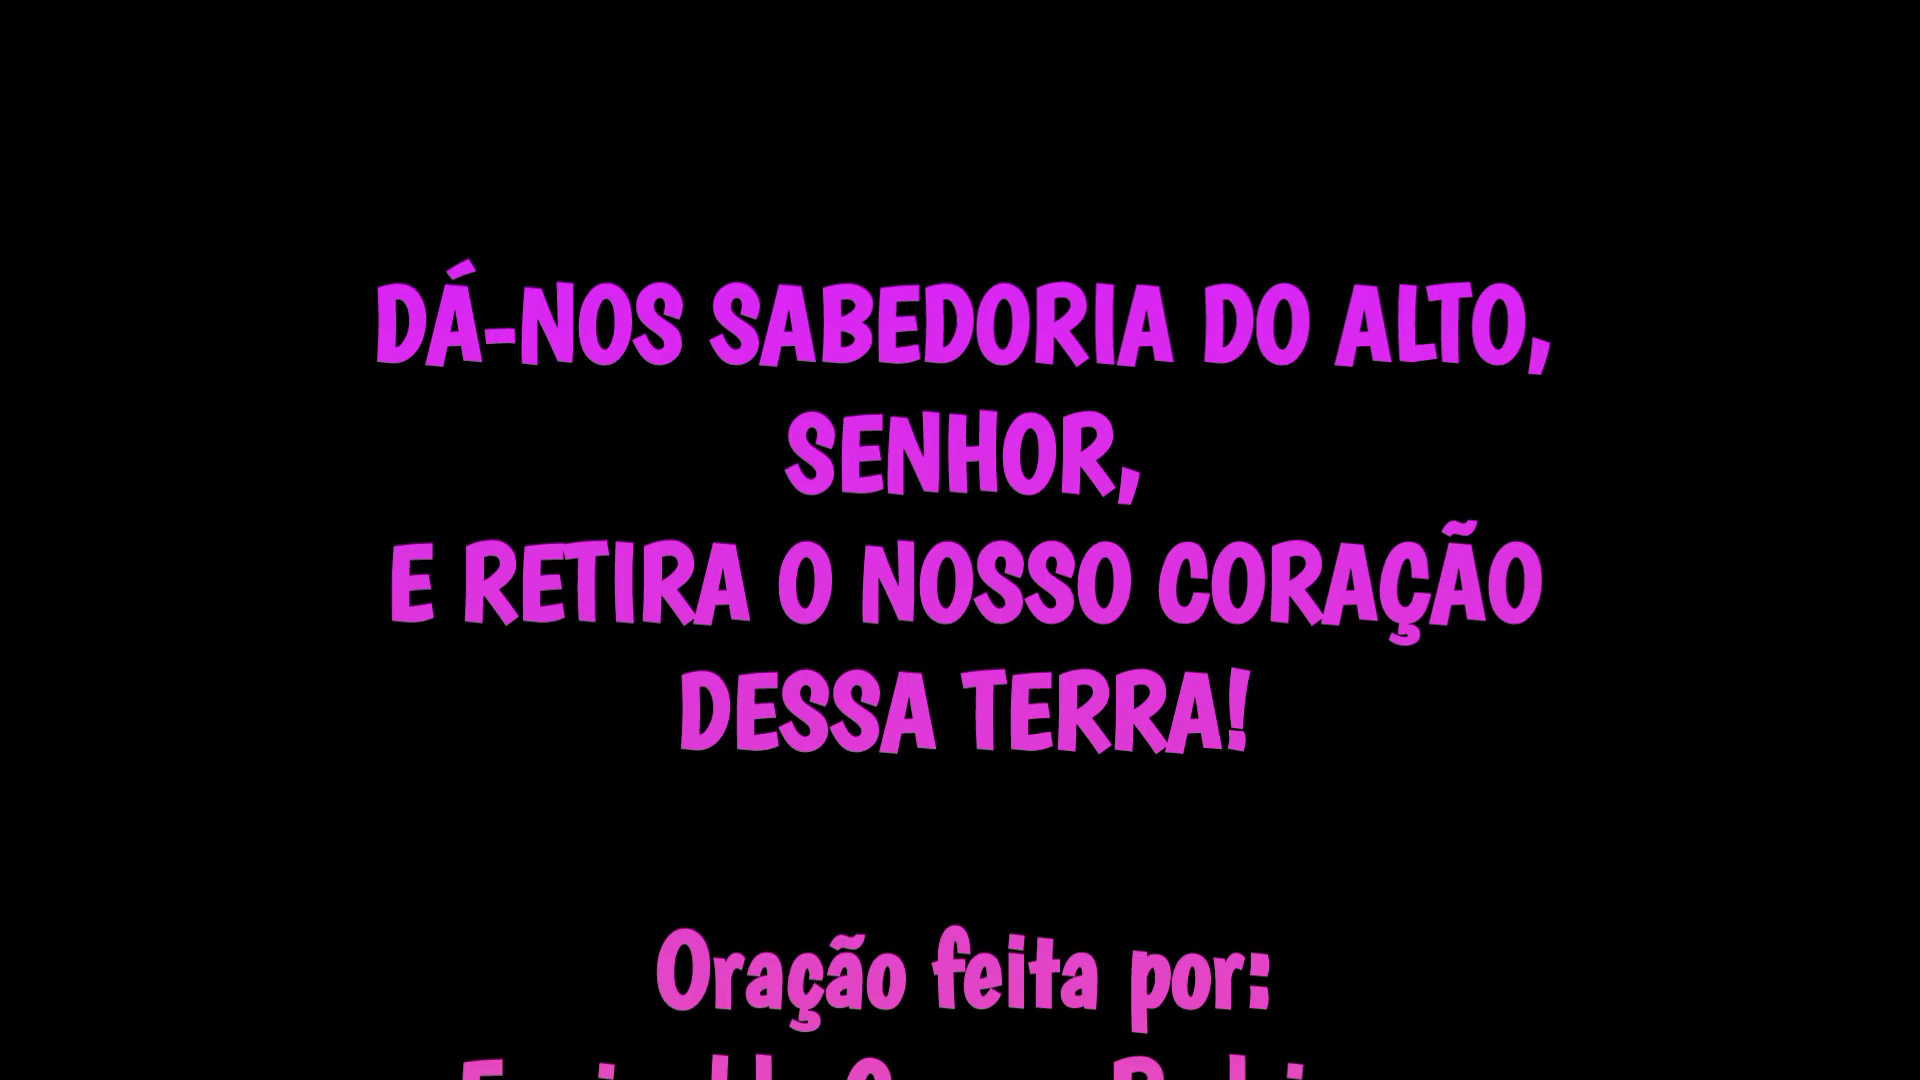 DÁ-NOS SABEDORIA DO ALTO,
SENHOR,
E RETIRA O NOSSO CORAÇÃO
DESSA TERRA!
Oração feita por: